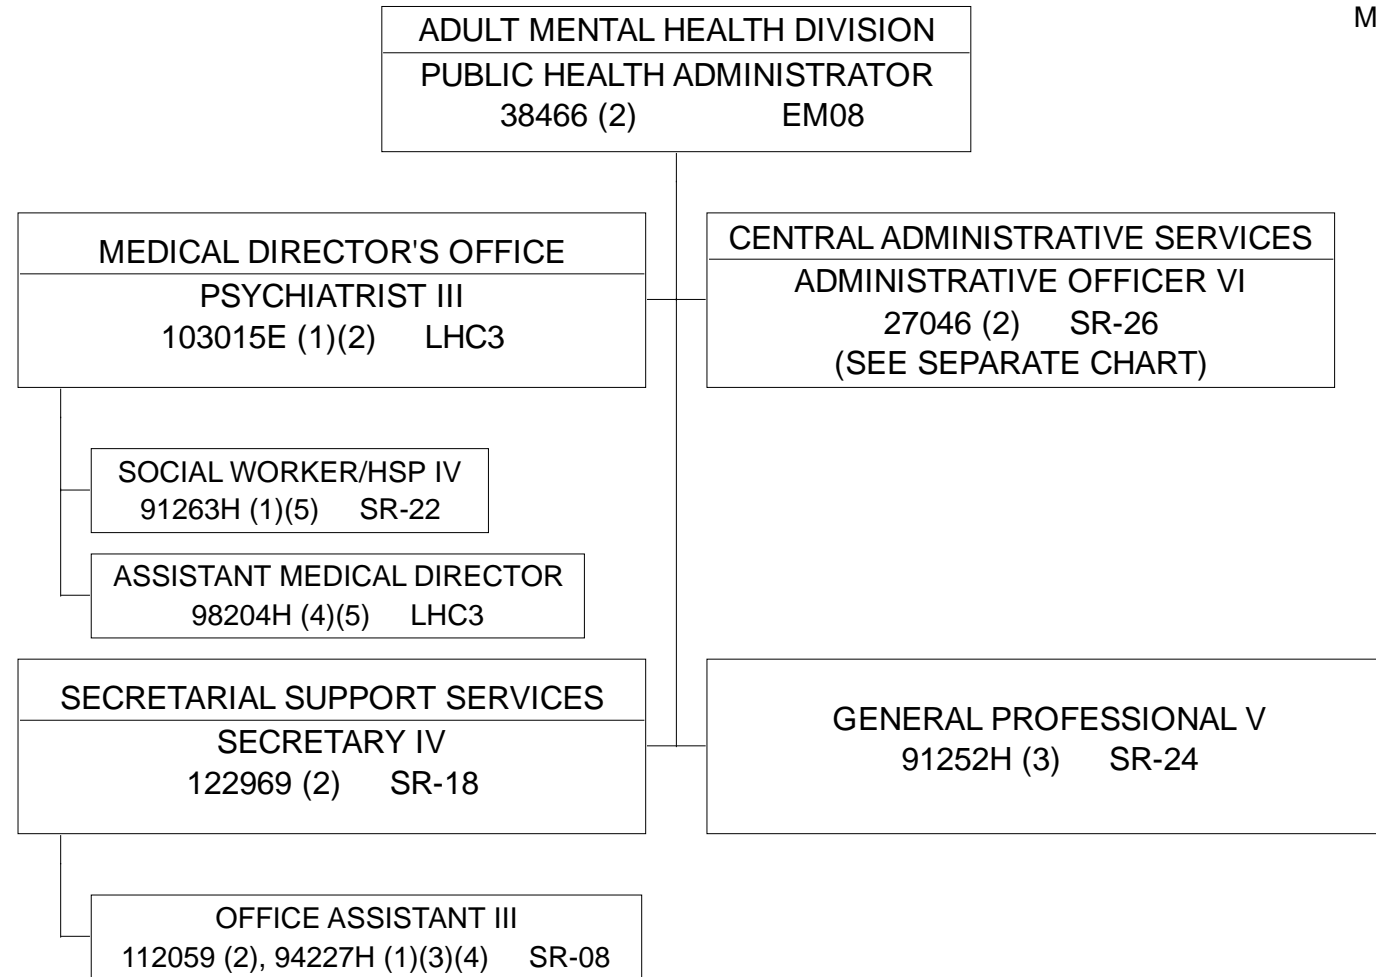 M
ADULT MENTAL HEALTH DIVISION
PUBLIC HEALTH ADMINISTRATOR
38466 (2) EM08
MEDICAL DIRECTOR'S OFFICE
PSYCHIATRIST III
103015E (1)(2) LHC3
CENTRAL ADMINISTRATIVE SERVICES
ADMINISTRATIVE OFFICER VI
27046 (2) SR-26
(SEE SEPARATE CHART)
SOCIAL WORKER/HSP IV
91263H (1)(5) SR-22
ASSISTANT MEDICAL DIRECTOR
98204H (4)(5) LHC3
SECRETARIAL SUPPORT SERVICES
SECRETARY IV
122969 (2) SR-18
GENERAL PROFESSIONAL V
91252H (3) SR-24
OFFICE ASSISTANT III
112059 (2), 94227H (1)(3)(4) SR-08